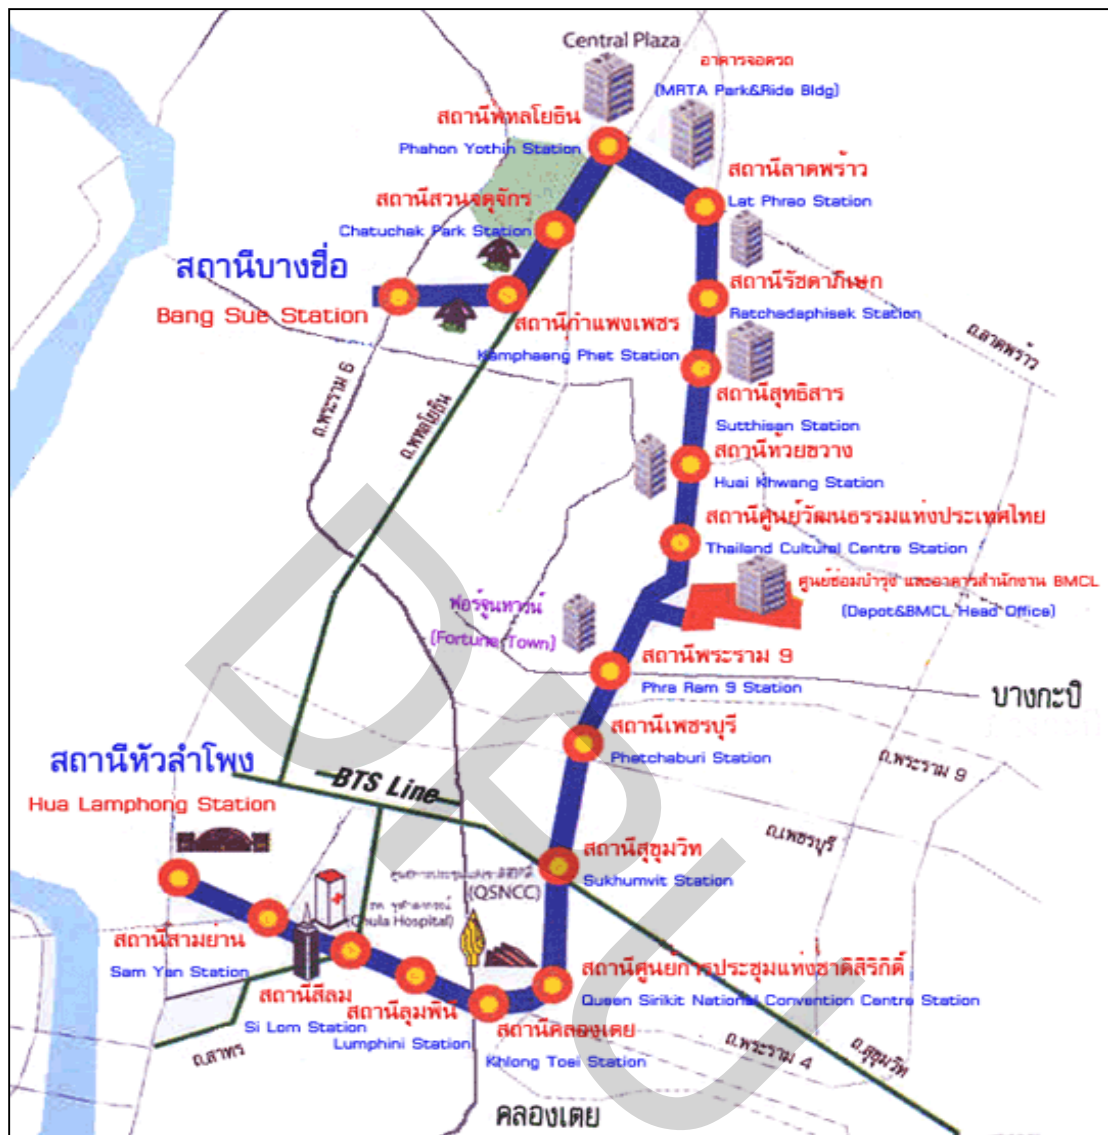 Central Plaza
อาคารจอดรถ
(MRTA Park&Ride Bldg)
สถานีพหลโยธิน
Phahon Yothin Station
สถานีลาดพร้าว
Lat Phrao Station
สถานีสวนจตุจักร
Chatuchak Park Station
สถานีบางซื่อ
Bang Sue Station
สถานีรัชดาภิเษก
Ratchadaphisek Station
สถานีกำแพงเพชร
Kamphaeng Phet Station
ถ.ลาดพร้าว
ถ.พระราม 6
ถ.พหลโยธิน
สถานีสุทธิสาร
Sutthisan Station
สถานีห้วยขวาง
Huai Khwang Station
สถานีศูนย์วัฒนธรรมแห่งประเทศไทย
Thailand Cultural Centre Station
ศูนย์ซ่อมบำรุง และอาคารสำนักงาน BMCL
(Depot&BMCL Head Office)
ฟอร์จูนทาวน์
(Fortune Town)
สถานีพระราม 9
Phra Ram 9 Station
บางกะปิ
สถานีเพชรบุรี
Phetchaburi Station
ถ.พระราม 9
สถานีหัวลำโพง
Hua Lamphong Station
BTS Line
ถ.เพชรบุรี
สถานีสุขุมวิท
Sukhumvit Station
(QSNCC)
(Chula Hospital)
สถานีสามย่าน
Sam Yan Station
สถานีศูนย์การประชุมแห่งชาติสิริกิติ์
Queen Sirikit National Convention Centre Station
สถานีสีลม
Si Lom Station
สถานีลุมพินี
Lumphini Station
สถานีคลองเตย
Khlong Toei Station
ถ.สาทร
ถ.พระราม 4
ถ.สุขุมวิท
คลองเตย
DPU